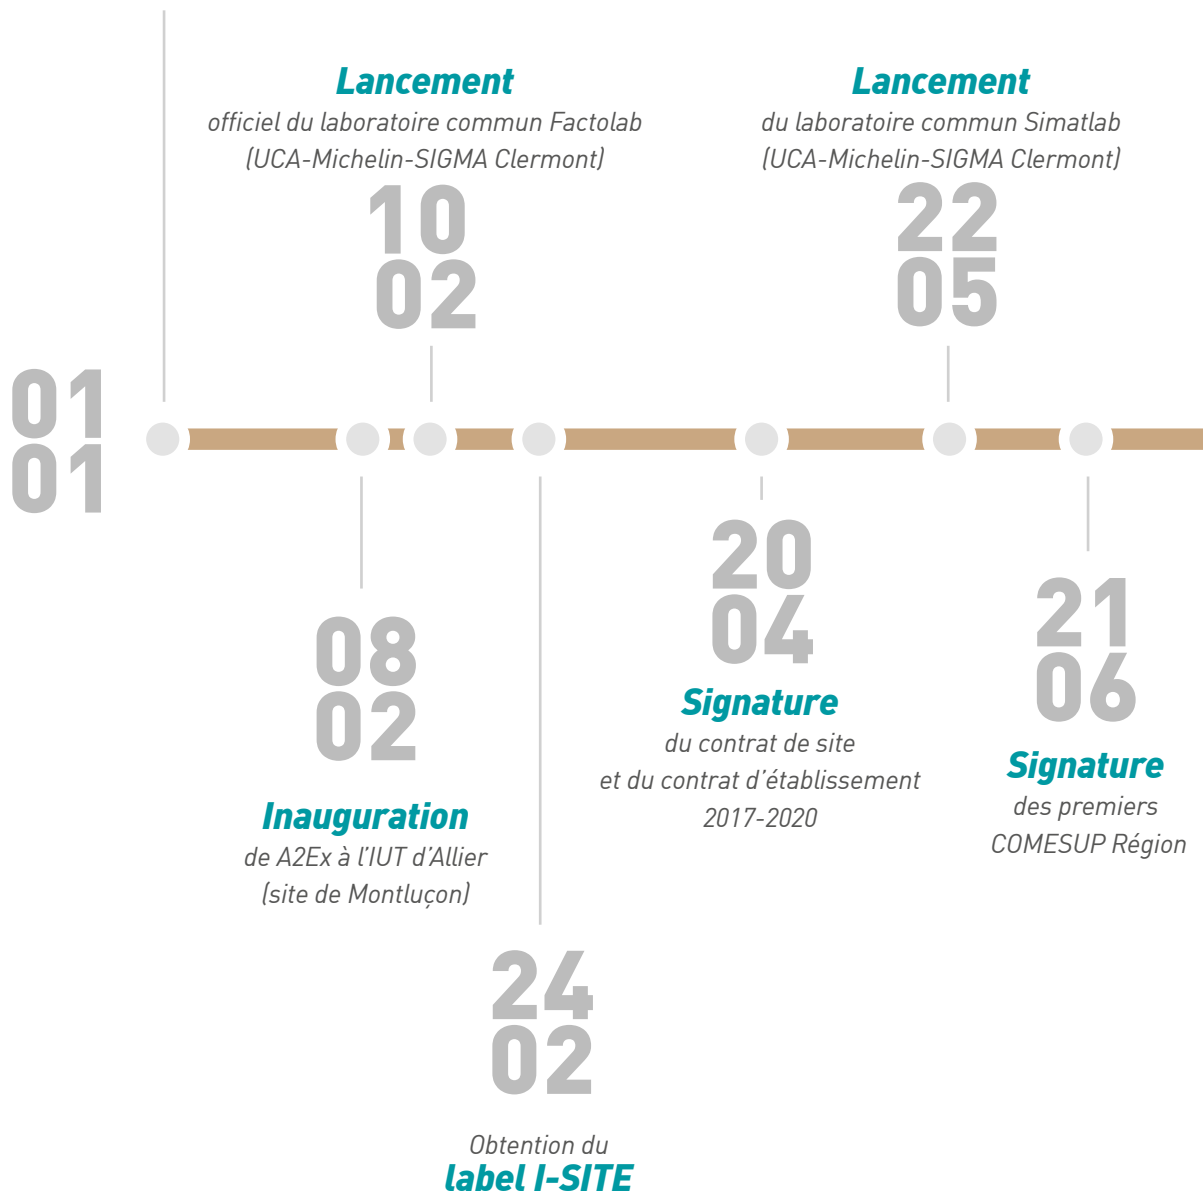 01
01
Lancement
officiel du laboratoire commun Factolab
(UCA-Michelin-SIGMA Clermont)
10
02
Lancement
du laboratoire commun Simatlab
(UCA-Michelin-SIGMA Clermont)
22
05
08
02
Inauguration
de A2Ex à l'IUT d'Allier
(site de Montluçon)
24
02
Obtention du
label I-SITE
20
04
Signature
du contrat de site
et du contrat d'établissement
2017-2020
21
06
Signature
des premiers
COMESUP Région